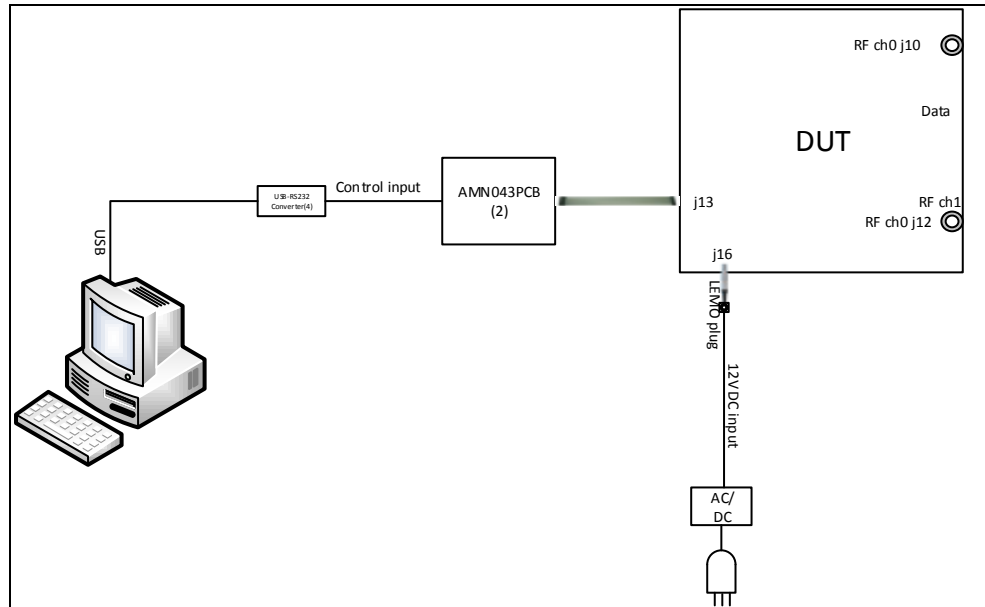 RF ch0 j10
Data
DUT
Control input
USB-RS232
Converter(4)
AMN043PCB
(2)
j13
RF ch1
RF ch0 j12
USB
j16
LEMO plug
12V DC input
AC/
DC